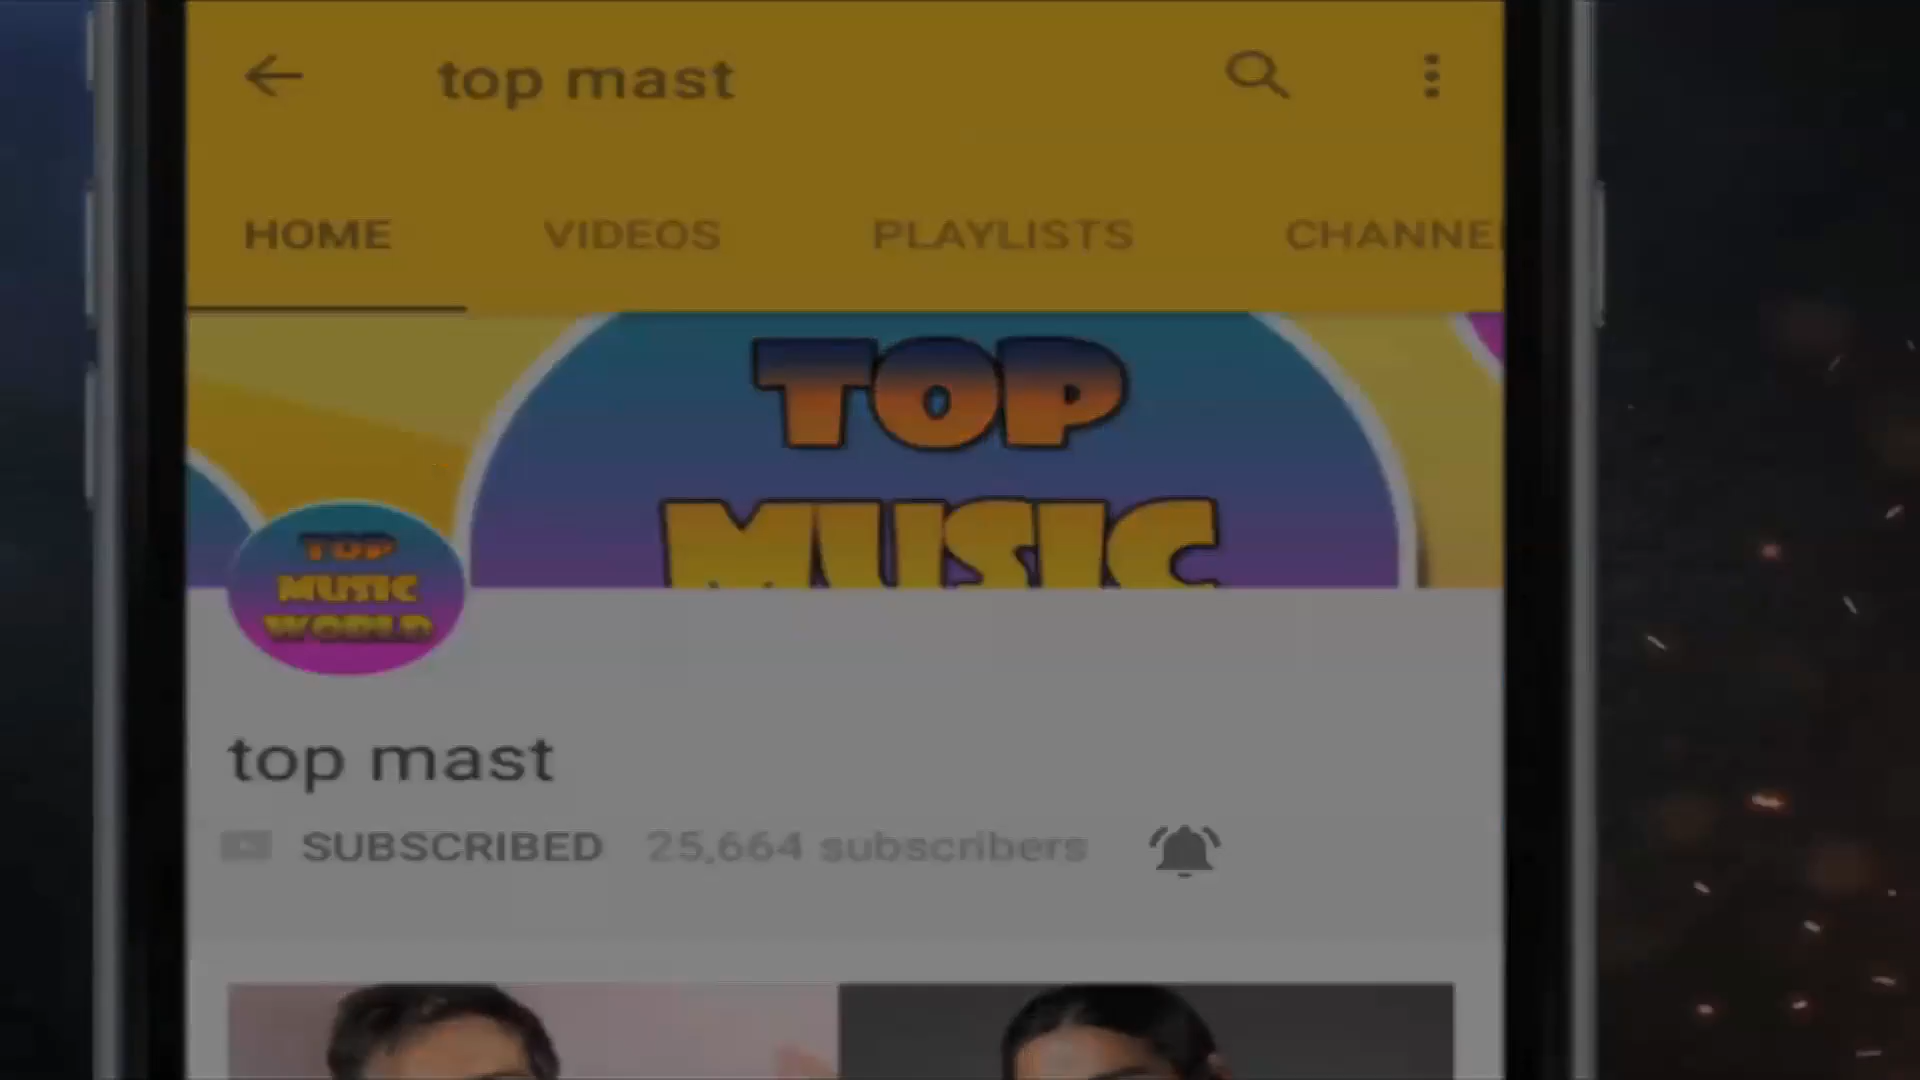 top mast
HOME VIDEOS PLAYLISTS CHANNE
TOP
MUSIC
TOP
MUSIC
WORLD
top mast
SUBSCRIBED 25,664 subscribers